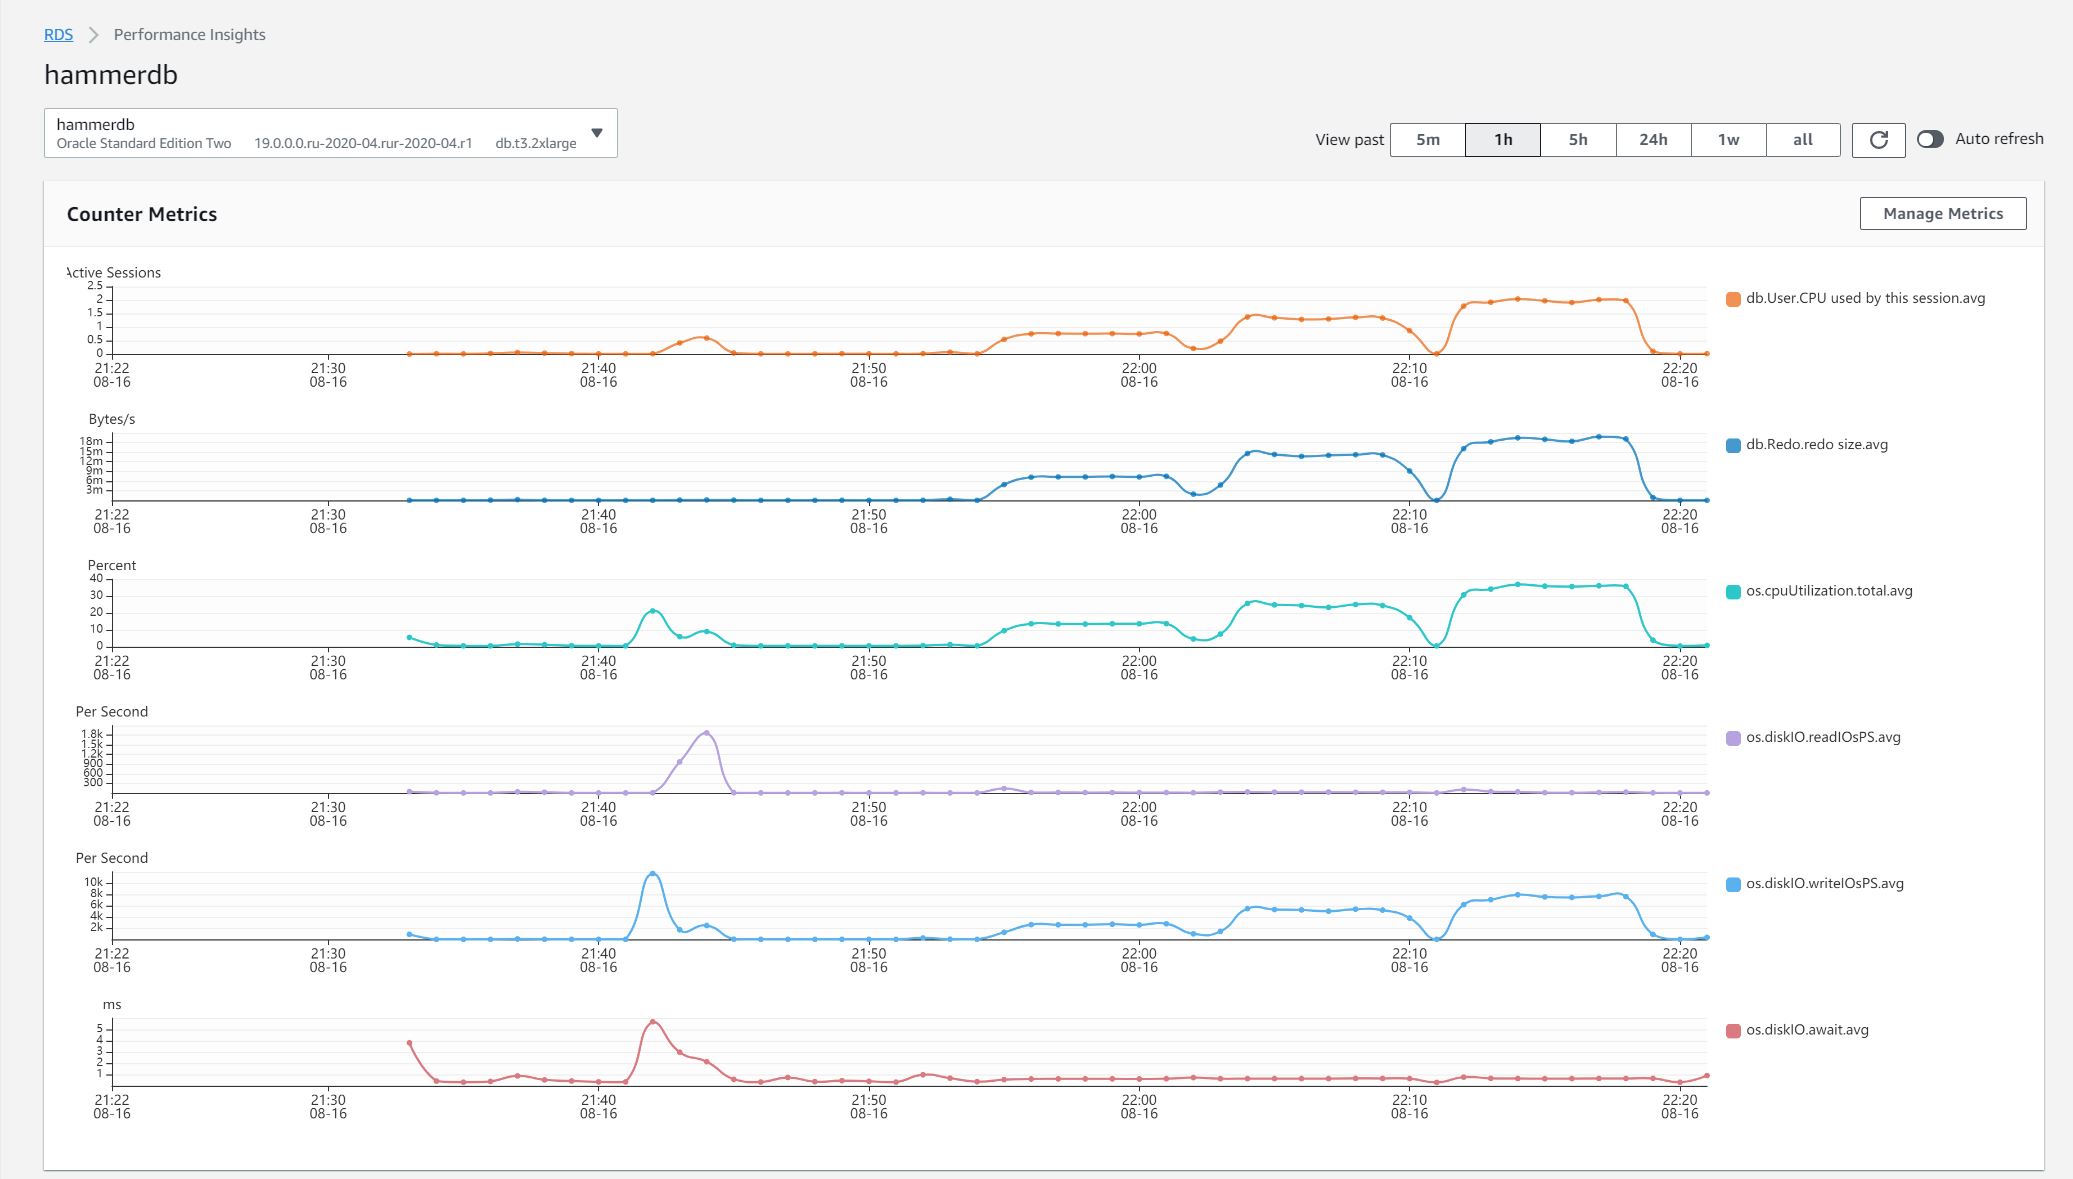 RDS > Performance Insights
hammerdb
hammerdb
Oracle Standard Edition Two 19.0.0.0.ru-2020-04.rur-2020-04.r1 db.t3.2xlarge
View past 5m 1h 5h 24h 1w all Auto refresh
Counter Metrics
Manage Metrics
Active Sessions
2.5
2
1.5
1
0.5
0
21:22 21:30 21:40 21:50 22:00 22:10 22:20
08-16 08-16 08-16 08-16 08-16 08-16 08-16
db.User.CPU used by this session.avg
Bytes/s
18m
15m
12m
9m
6m
3m
21:22 21:30 21:40 21:50 22:00 22:10 22:20
08-16 08-16 08-16 08-16 08-16 08-16 08-16
db.Redo.redo size.avg
Percent
40
30
20
10
0
21:22 21:30 21:40 21:50 22:00 22:10 22:20
08-16 08-16 08-16 08-16 08-16 08-16 08-16
os.cpuUtilization.total.avg
Per Second
1.8k
1.5k
1.2k
900
600
300
21:22 21:30 21:40 21:50 22:00 22:10 22:20
08-16 08-16 08-16 08-16 08-16 08-16 08-16
os.diskIO.readIOsPS.avg
Per Second
10k
8k
6k
4k
2k
21:22 21:30 21:40 21:50 22:00 22:10 22:20
08-16 08-16 08-16 08-16 08-16 08-16 08-16
os.diskIO.writeIOsPS.avg
ms
5
4
3
2
1
21:22 21:30 21:40 21:50 22:00 22:10 22:20
08-16 08-16 08-16 08-16 08-16 08-16 08-16
os.diskIO.await.avg